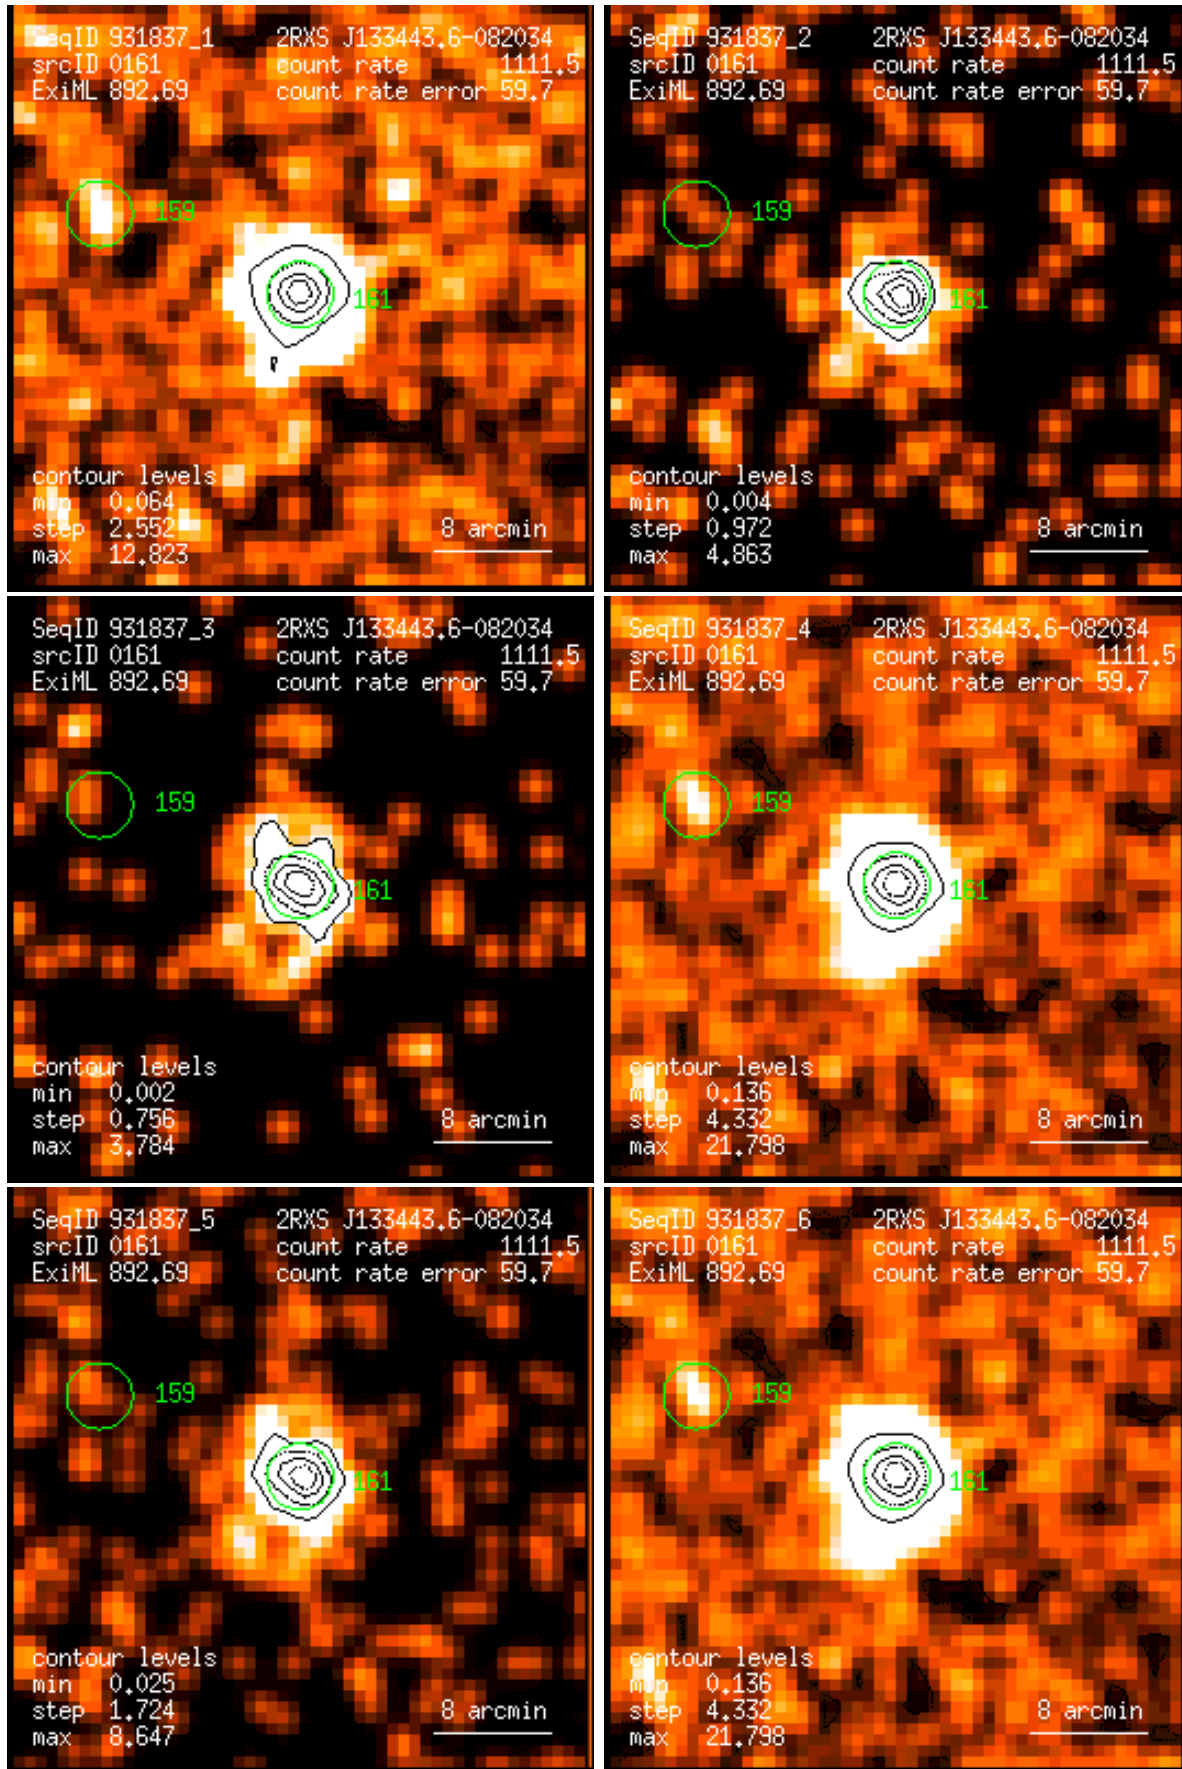 SeqID 931837_1 2RXS J133443.6-082034
srcID 0161 count rate 1111.5
ExiML 892.69 count rate error 59.7
159
161
contour levels
min 0.064
step 2.552 8 arcmin
max 12.823
SeqID 931837_2 2RXS J133443.6-082034
srcID 0161 count rate 1111.5
ExiML 892.69 count rate error 59.7
159
161
contour levels
min 0.004
step 0.972 8 arcmin
max 4.863
SeqID 931837_3 2RXS J133443.6-082034
srcID 0161 count rate 1111.5
ExiML 892.69 count rate error 59.7
159
161
contour levels
min 0.002
step 0.756 8 arcmin
max 3.784
SeqID 931837_4 2RXS J133443.6-082034
srcID 0161 count rate 1111.5
ExiML 892.69 count rate error 59.7
159
161
contour levels
min 0.136
step 4.332 8 arcmin
max 21.798
SeqID 931837_5 2RXS J133443.6-082034
srcID 0161 count rate 1111.5
ExiML 892.69 count rate error 59.7
159
161
contour levels
min 0.025
step 1.724 8 arcmin
max 8.647
SeqID 931837_6 2RXS J133443.6-082034
srcID 0161 count rate 1111.5
ExiML 892.69 count rate error 59.7
159
161
contour levels
min 0.136
step 4.332 8 arcmin
max 21.798